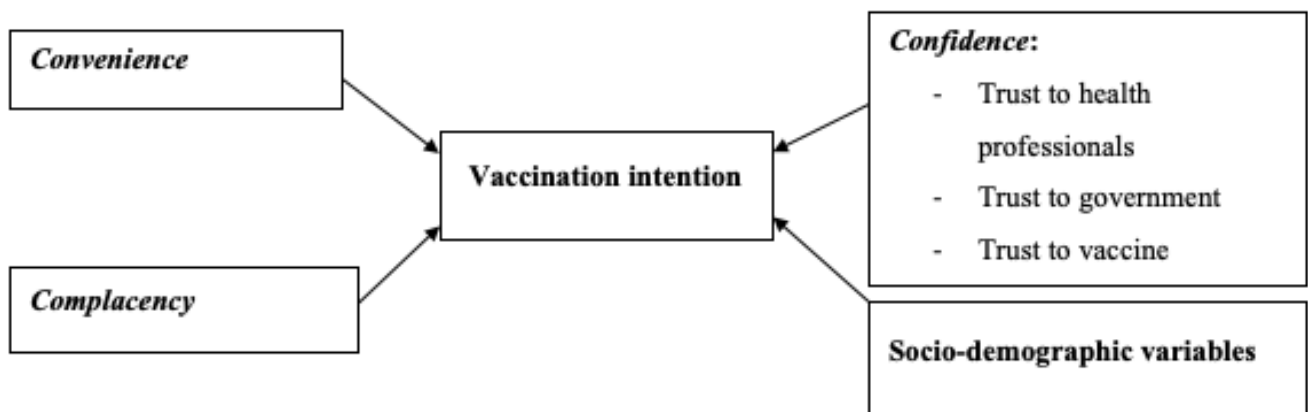 Convenience
Complacency
Vaccination intention
Confidence:
- Trust to health
professionals
- Trust to government
- Trust to vaccine
Socio-demographic variables